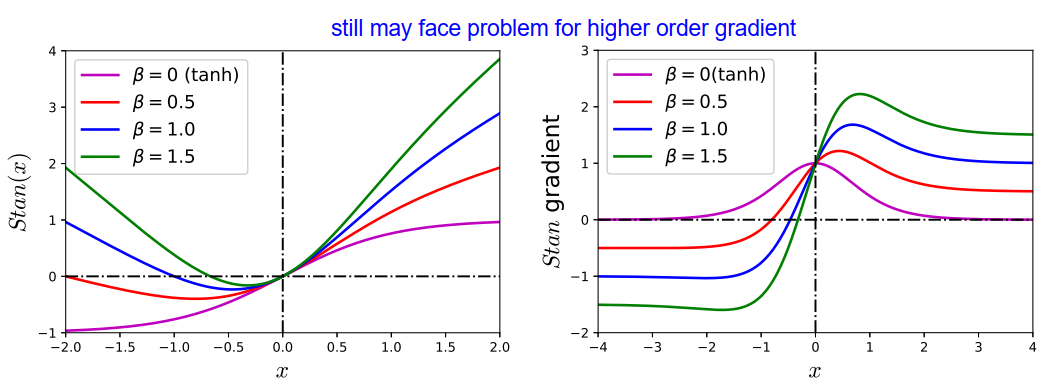 still may face problem for higher order gradient
4
3
2
1
0
−1
Stan(x)
β = 0 (tanh)
β = 0.5
β = 1.0
β = 1.5
−2.0 −1.5 −1.0 −0.5 0.0 0.5 1.0 1.5 2.0
x
3
2
1
0
−1
−2
Stan gradient
β = 0(tanh)
β = 0.5
β = 1.0
β = 1.5
−4 −3 −2 −1 0 1 2 3 4
x